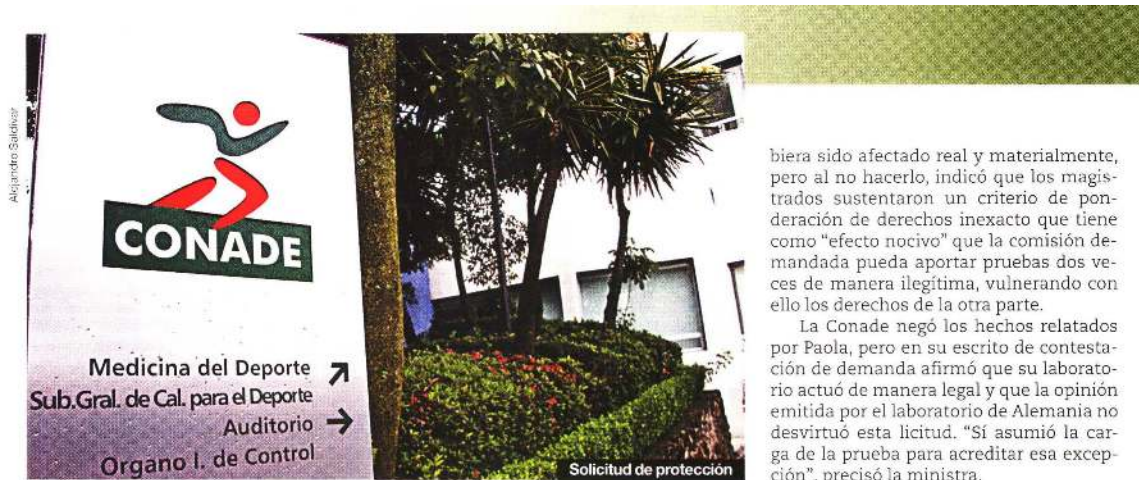 Alejandro Saldívar
CONADE
Medicina del Deporte
Sub.Gral. de Cal. para el Deporte
Auditorio
Organo I. de Control
Solicitud de protección
biera sido afectado real y materialmente,
pero al no hacerlo, indicó que los magis-
trados sustentaron un criterio de pon-
deración de derechos inexacto que tiene
como "efecto nocivo" que la comisión de-
mandada pueda aportar pruebas dos ve-
ces de manera ilegítima, vulnerando con
ello los derechos de la otra parte.
La Conade negó los hechos relatados
por Paola, pero en su escrito de contesta-
ción de demanda afirmó que su laborato-
rio actuó de manera legal y que la opinión
emitida por el laboratorio de Alemania no
desvirtuó esta licitud. "Sí asumió la car-
ga de la prueba para acreditar esa excep-
ción", precisó la ministra.